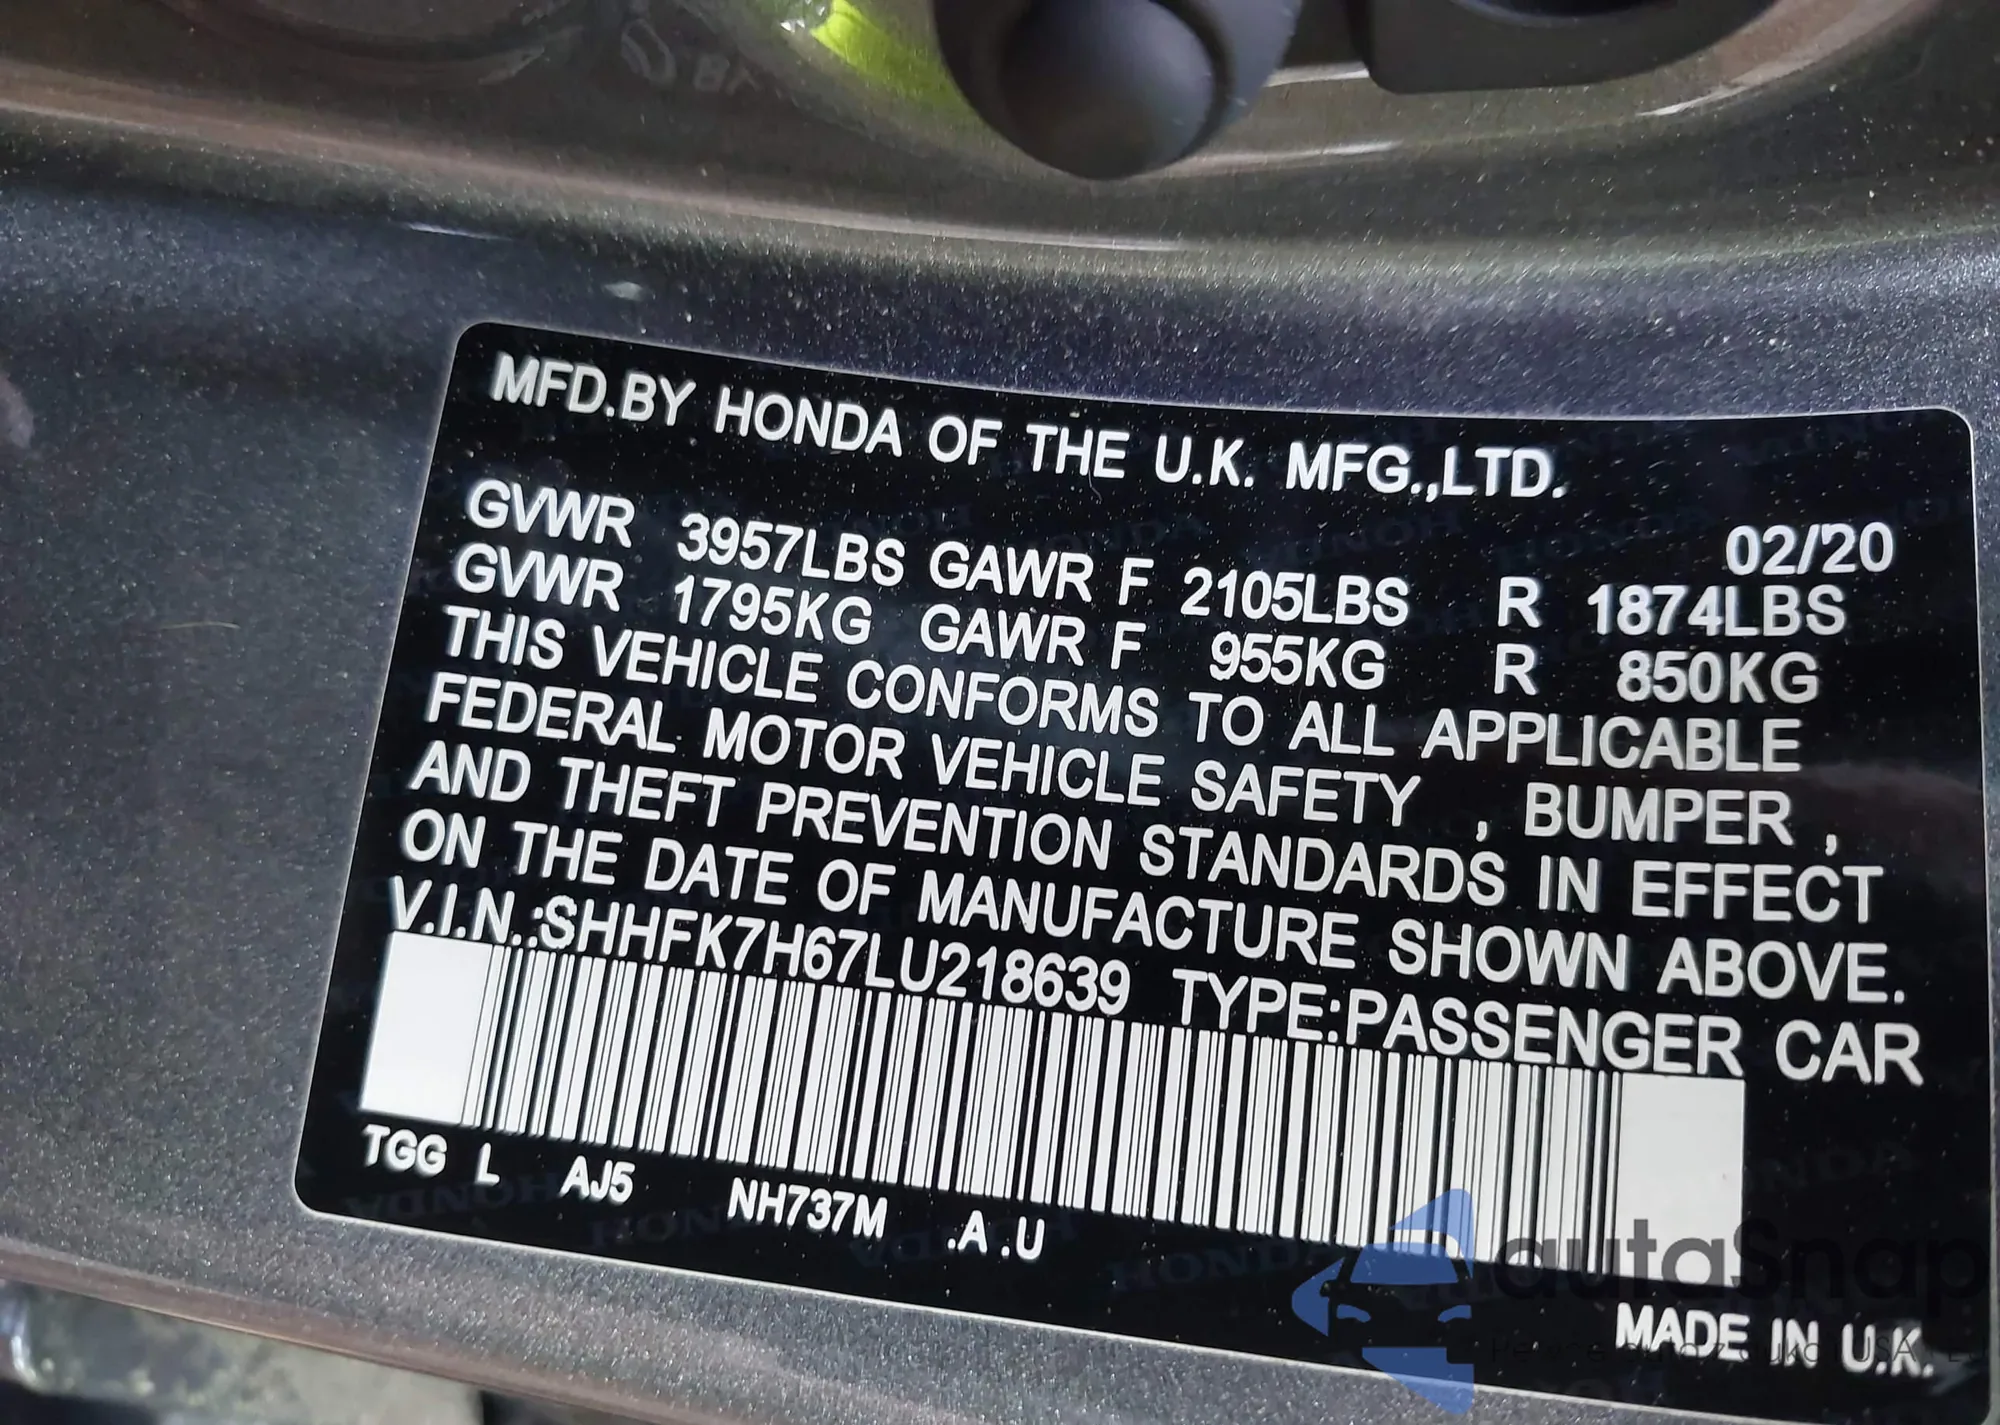 MFD.BY HONDA OF THE U.K. MFG.,LTD.
02/'20
GVWR 3957LBS GAWR F 2105LBS R 1874LBS
GVWR 1795KG GAWR F 955KG R 850KG
THIS VEHICLE CONFORMS TO ALL APPLICABLE
FEDERAL MOTOR VEHICLE SAFETY , BUMPER ,
AND THEFT PREVENTION STANDARDS IN EFFECT
ON THE DATE OF MANUFACTURE SHOWN ABOVE.
V.I.N.:SHHFK7H67LU218639 TYPE:PASSENGER CAR
TGG L AJ5 NH737M .A .U
MADE IN U.K.
autaSnap